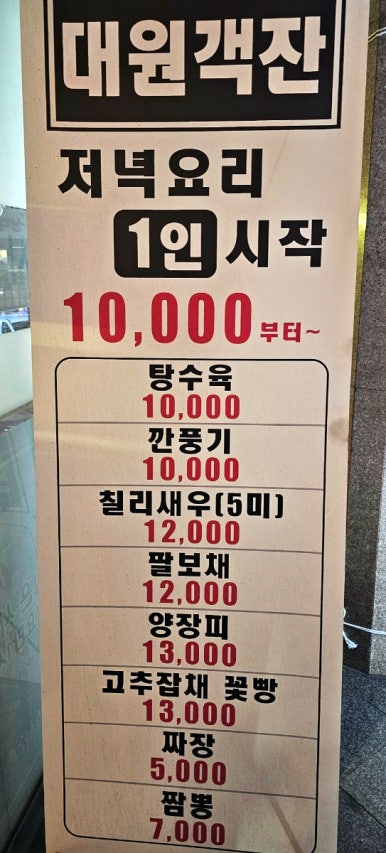 대원객잔
저녁요리
1인 시작
10,000 부터~
탕수육
10,000
깐풍기
10,000
칠리새우(5미)
12,000
팔보채
12,000
양장피
13,000
고추잡채 꽃빵
13,000
짜장
5,000
짬뽕
7,000